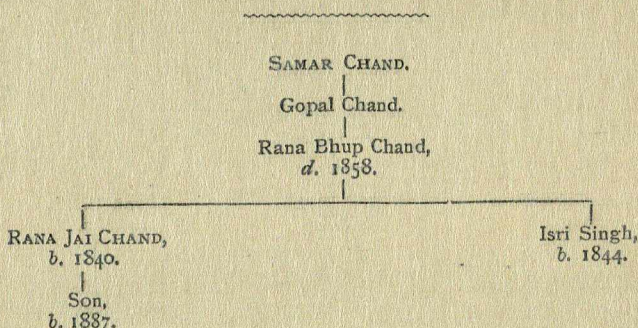 SAMAR CHAND.
Gopal Chand.
Rana Bhup Chand,
d. 1858.
RANA JAI CHAND,
b. 1840.
Isri Singh,
b. 1844.
Son,
b. 1887.